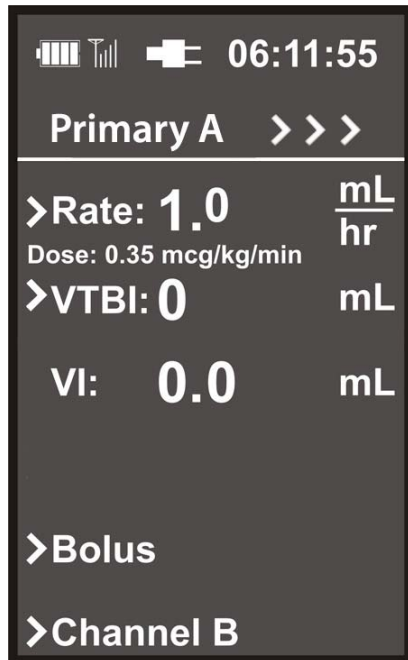 06:11:55
Primary A >>>
>Rate: 1.0 mL/hr
Dose: 0.35 mcg/kg/min
>VTBI: 0 mL
VI: 0.0 mL
>Bolus
>Channel B